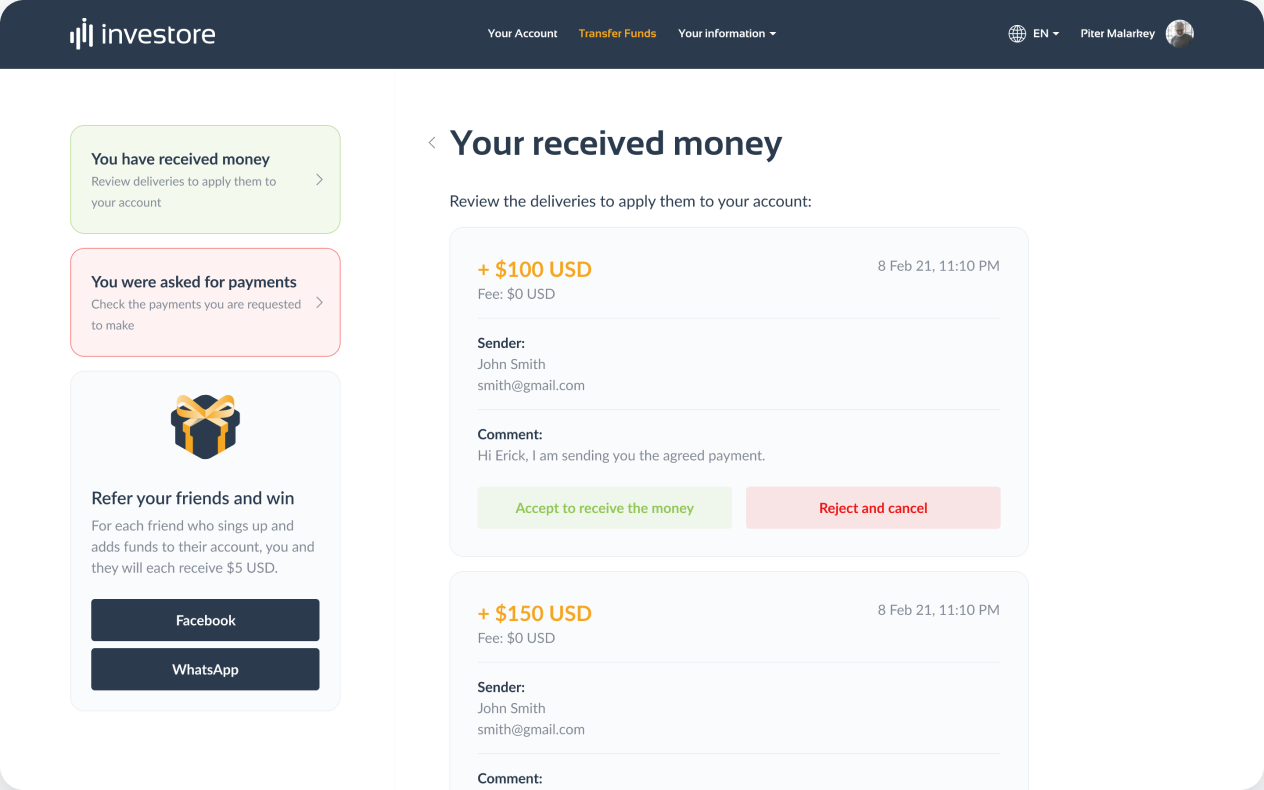 investore
Your Account
Transfer Funds
Your information
EN
Piter Malarkey
You have received money
Review deliveries to apply them to
your account
You were asked for payments
Check the payments you are requested
to make
Refer your friends and win
For each friend who sings up and
adds funds to their account, you and
they will each receive $5 USD.
Facebook
WhatsApp
Your received money
Review the deliveries to apply them to your account:
+ $100 USD
8 Feb 21, 11:10 PM
Fee: $0 USD
Sender:
John Smith
smith@gmail.com
Comment:
Hi Erick, I am sending you the agreed payment.
Accept to receive the money
Reject and cancel
+ $150 USD
8 Feb 21, 11:10 PM
Fee: $0 USD
Sender:
John Smith
smith@gmail.com
Comment: